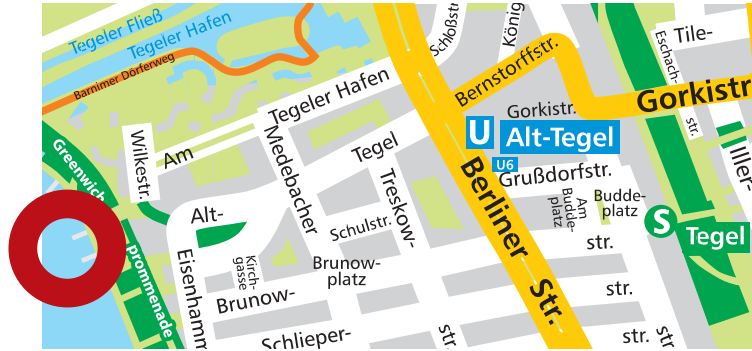 Tegeler Fließ
Tegeler Hafen
Barnimer Dörferweg
Schloßstr
König
Bernstorffstr.
Eschach-
str.
Tile-
Gorkistr
Gorkistr.
Tegeler Hafen
Am
Wilkestr.
Greenwich
prommenade
Medebacher
Tegel
Alt-
Treskow-
str.
U Alt-Tegel
U6
Berliner Str.
Grußdorfstr.
Am
Budde-
platz
Budde-
platz
S Tegel
Iller-
Schulstr.
Kirch-
gasse
Brunow-
platz
Brunow-
str.
Eisenhamm
Schlieper-
str.
str.
str.